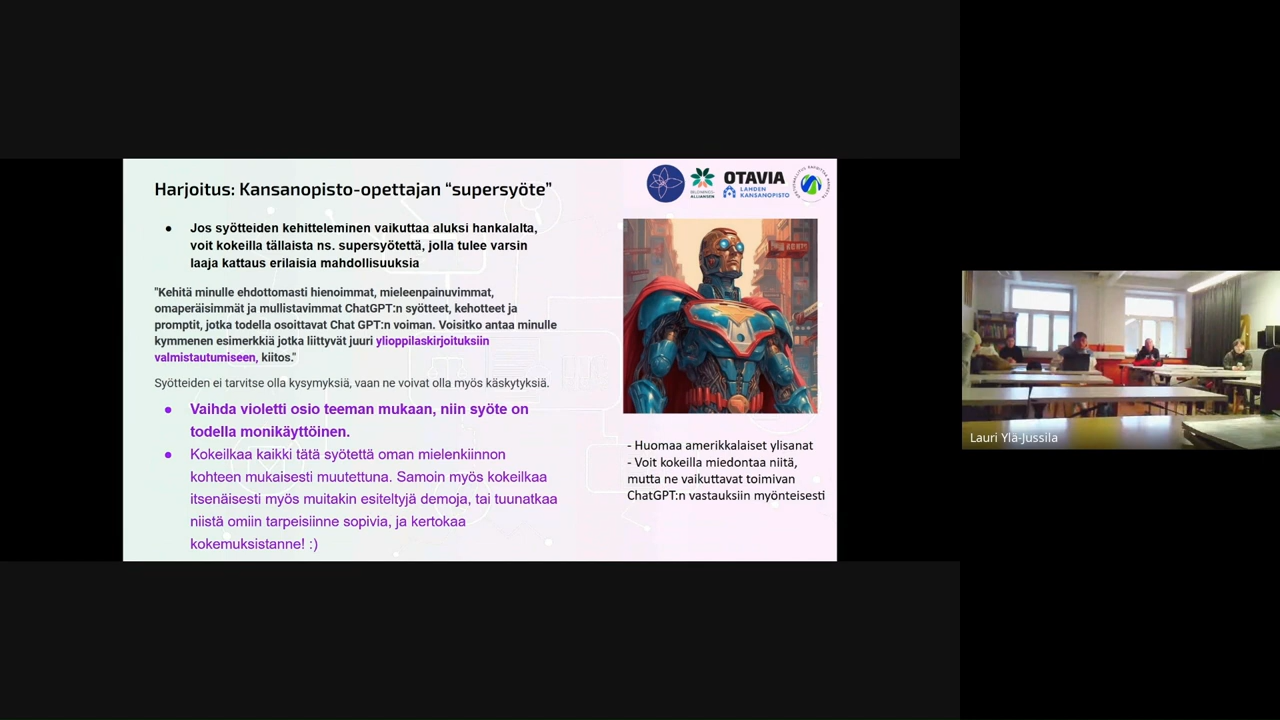 Harjoitus: Kansanopisto-opettajan “supersyöte”
OTAVIA
LAHDEN
KANSANOPISTO
● Jos syötteiden kehitteleminen vaikuttaa aluksi hankalalta,
voit kokeilla tällaista ns. supersyötettä, jolla tulee varsin
laaja kattaus erilaisia mahdollisuuksia
"Kehitä minulle ehdottomasti hienoimmat, mieleenpainuvimmat,
omaperäisimmät ja mullistavimmat ChatGPT:n syötteet, kehotteet ja
promptit, jotka todella osoittavat Chat GPT:n voiman. Voisitko antaa minulle
kymmenen esimerkkiä jotka liittyvät juuri ylioppilaskirjoituksiin
valmistautumiseen, kiitos."
Syötteiden ei tarvitse olla kysymyksiä, vaan ne voivat olla myös käskytyksiä.
● Vaihda violetti osio teeman mukaan, niin syöte on
todella monikäyttöinen.
● Kokeilkaa kaikki tätä syötettä oman mielenkiinnon
kohteen mukaisesti muutettuna. Samoin myös kokeilkaa
itsenäisesti myös muitakin esiteltyjä demoja, tai tuunatkaa
niistä omiin tarpeisiinne sopivia, ja kertokaa
kokemuksistanne! :)
- Huomaa amerikkalaiset ylisanat
- Voit kokeilla miedontaa niitä,
mutta ne vaikuttavat toimivan
ChatGPT:n vastauksiin myönteisesti
Lauri Ylä-Jussila